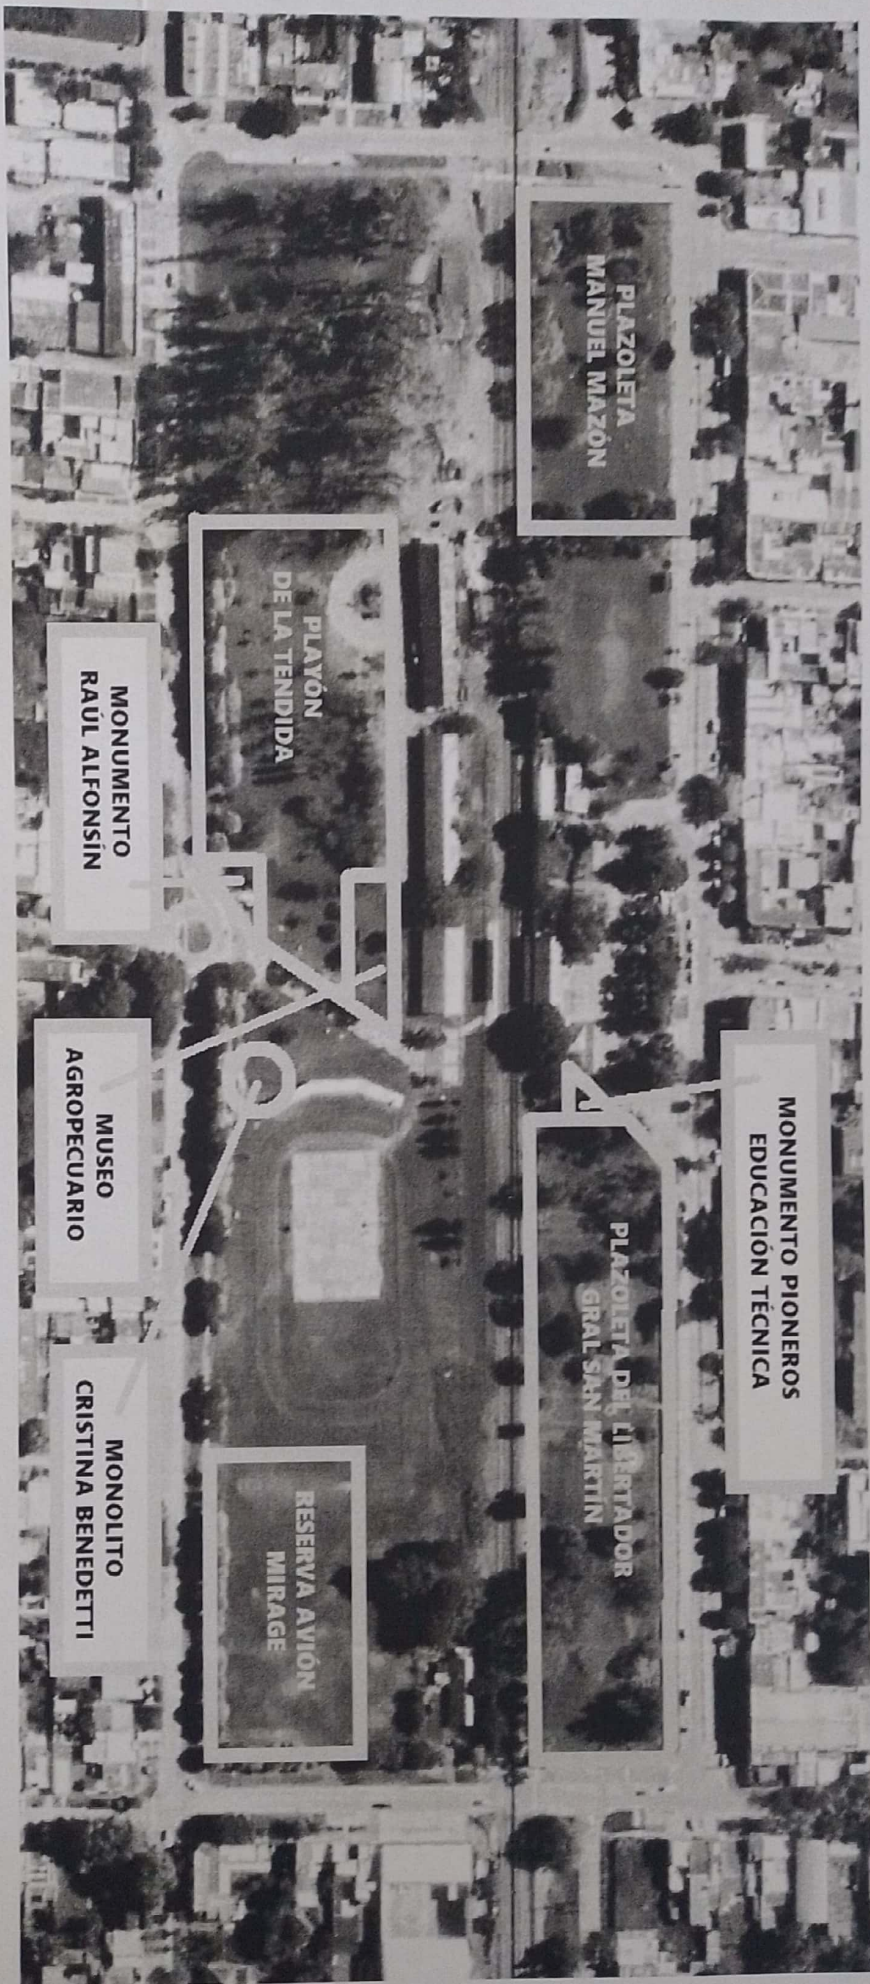 PLAZOLETA
MANUEL MAZÓN
MONUMENTO PIONEROS
EDUCACIÓN TÉCNICA
PLAZOLETA DEL LIBERTADOR
GRAL SAN MARTÍN
PLAYÓN
DE LA TENDIDA
RESERVA AVIÓN
MIRAGE
MONUMENTO
RAÚL ALFONSÍN
MUSEO
AGROPECUARIO
MONOLITO
CRISTINA BENEDETTI